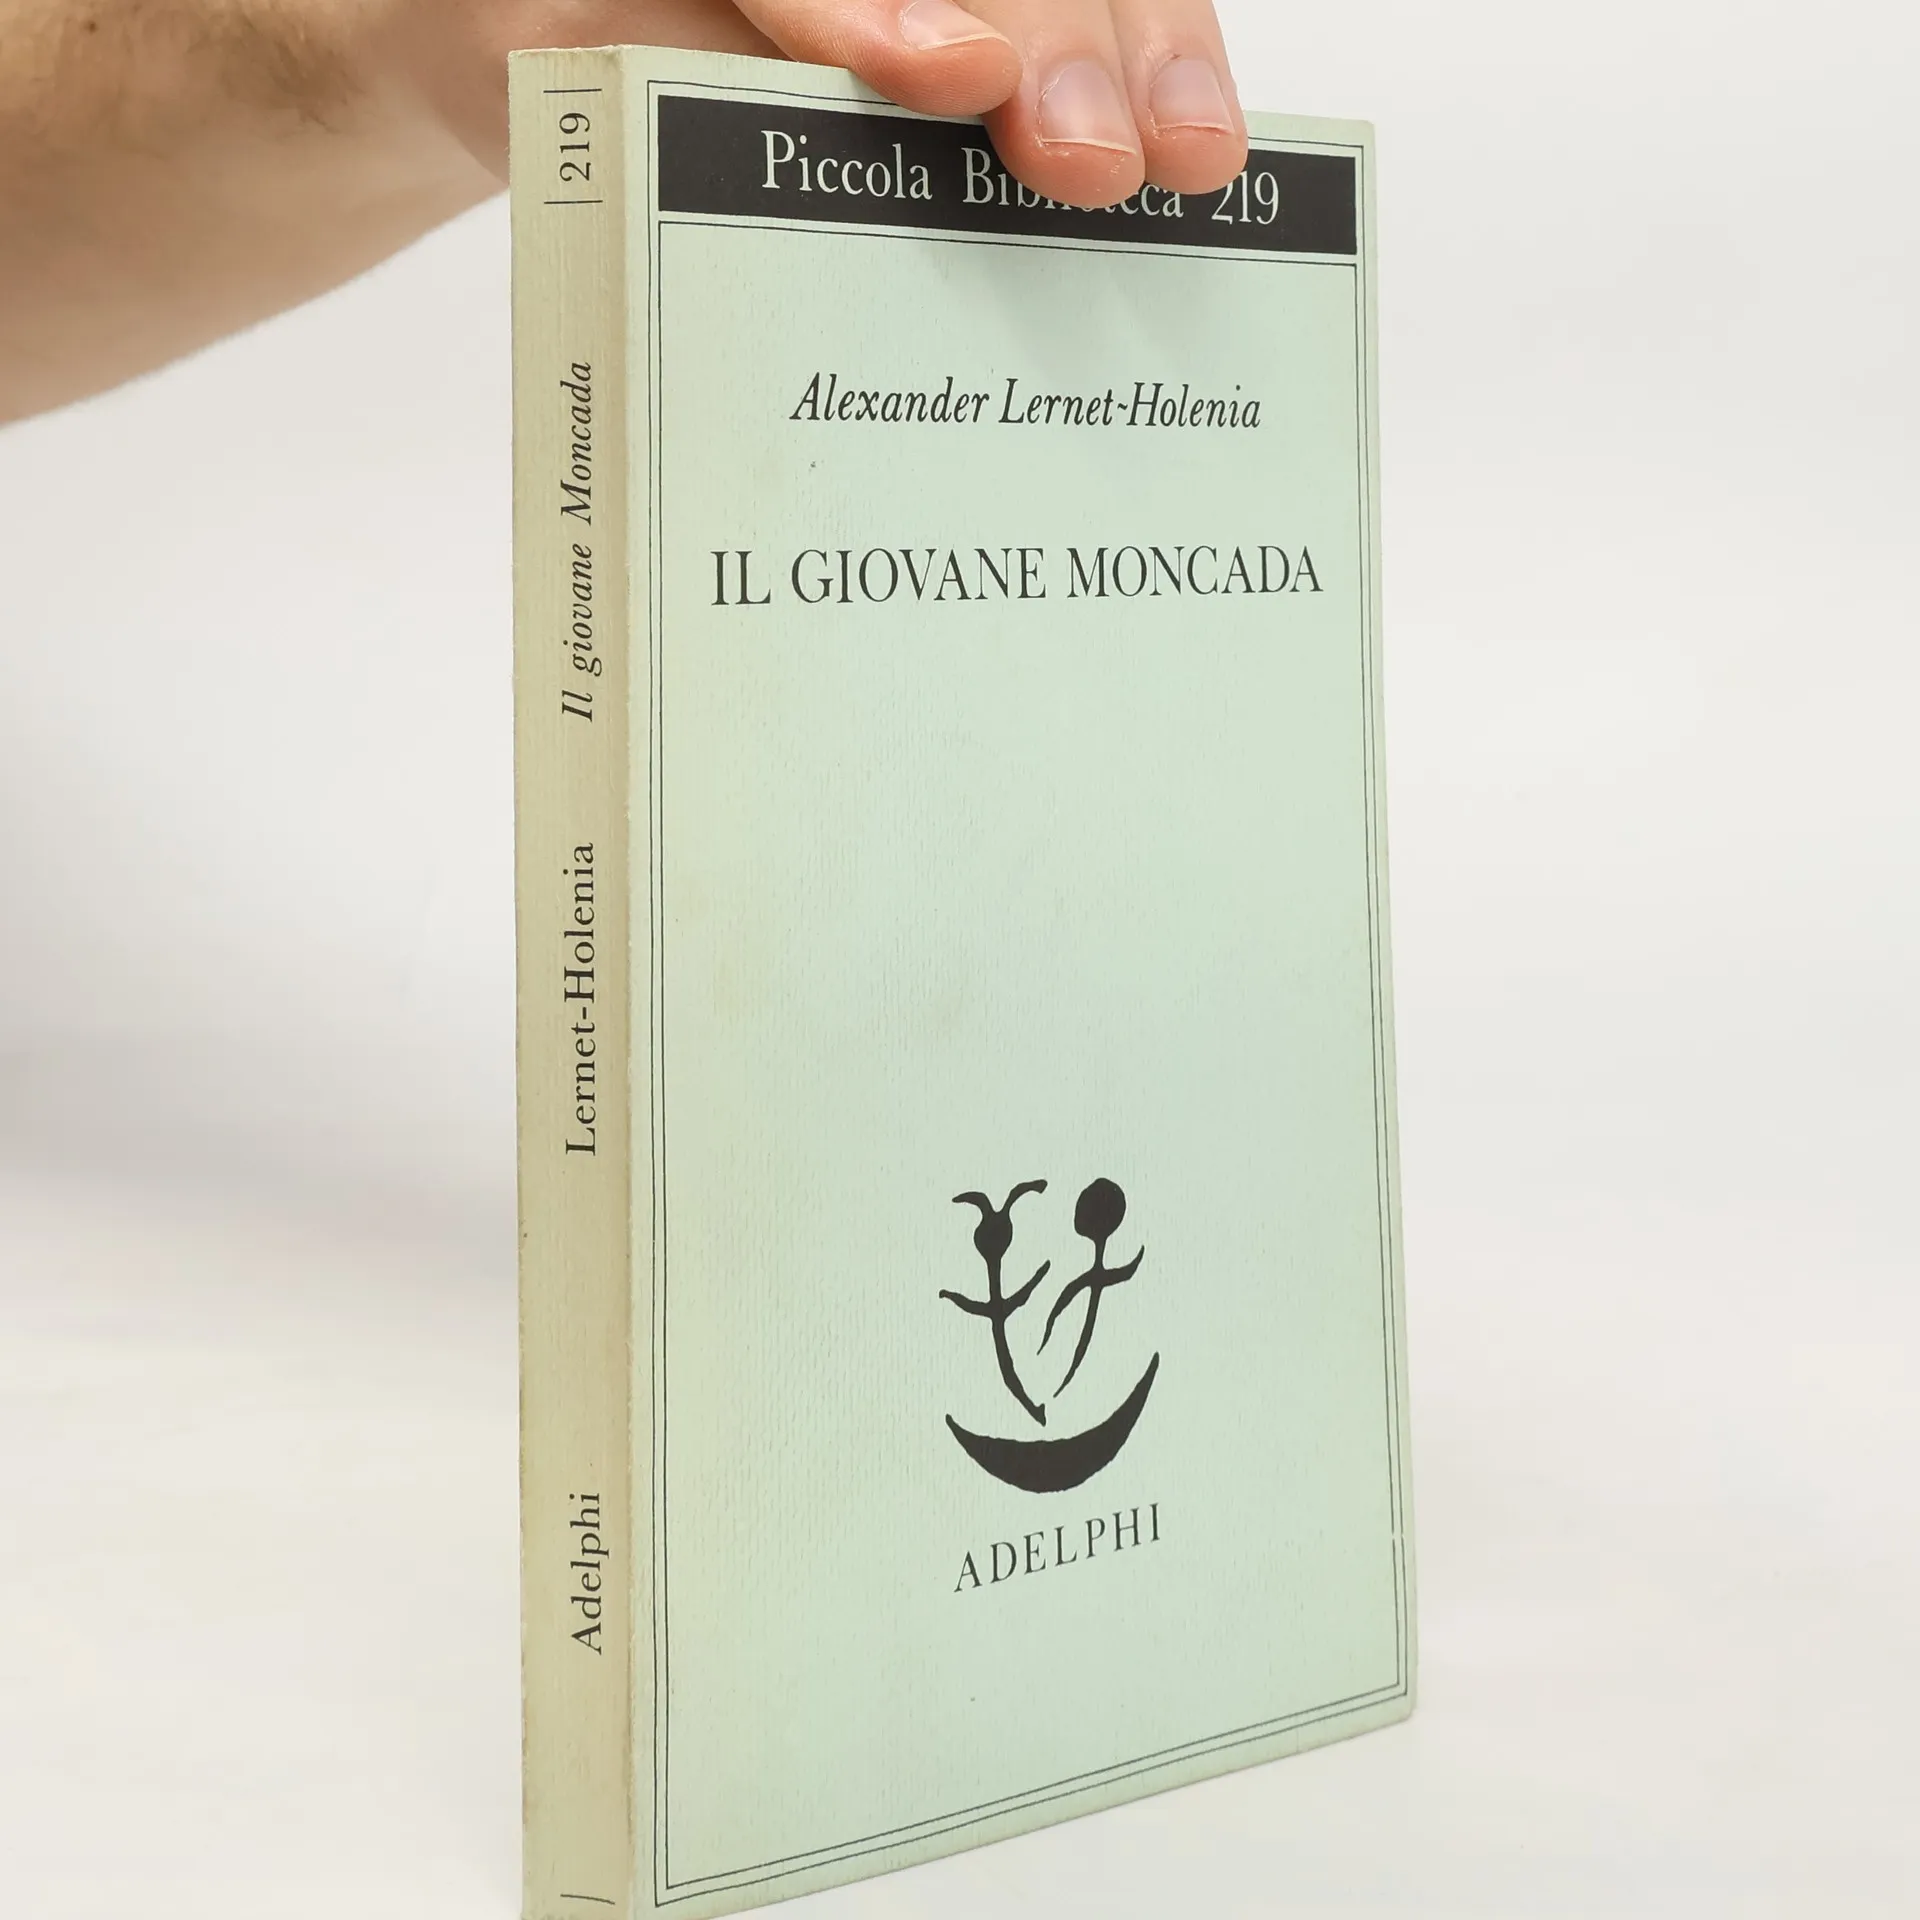 Piccola Biblioteca 219
Alexander Lernet-Holenia
IL GIOVANE MONCADA
ADELPHI
219
Il giovane Moncada
Lernet-Holenia
Adelphi